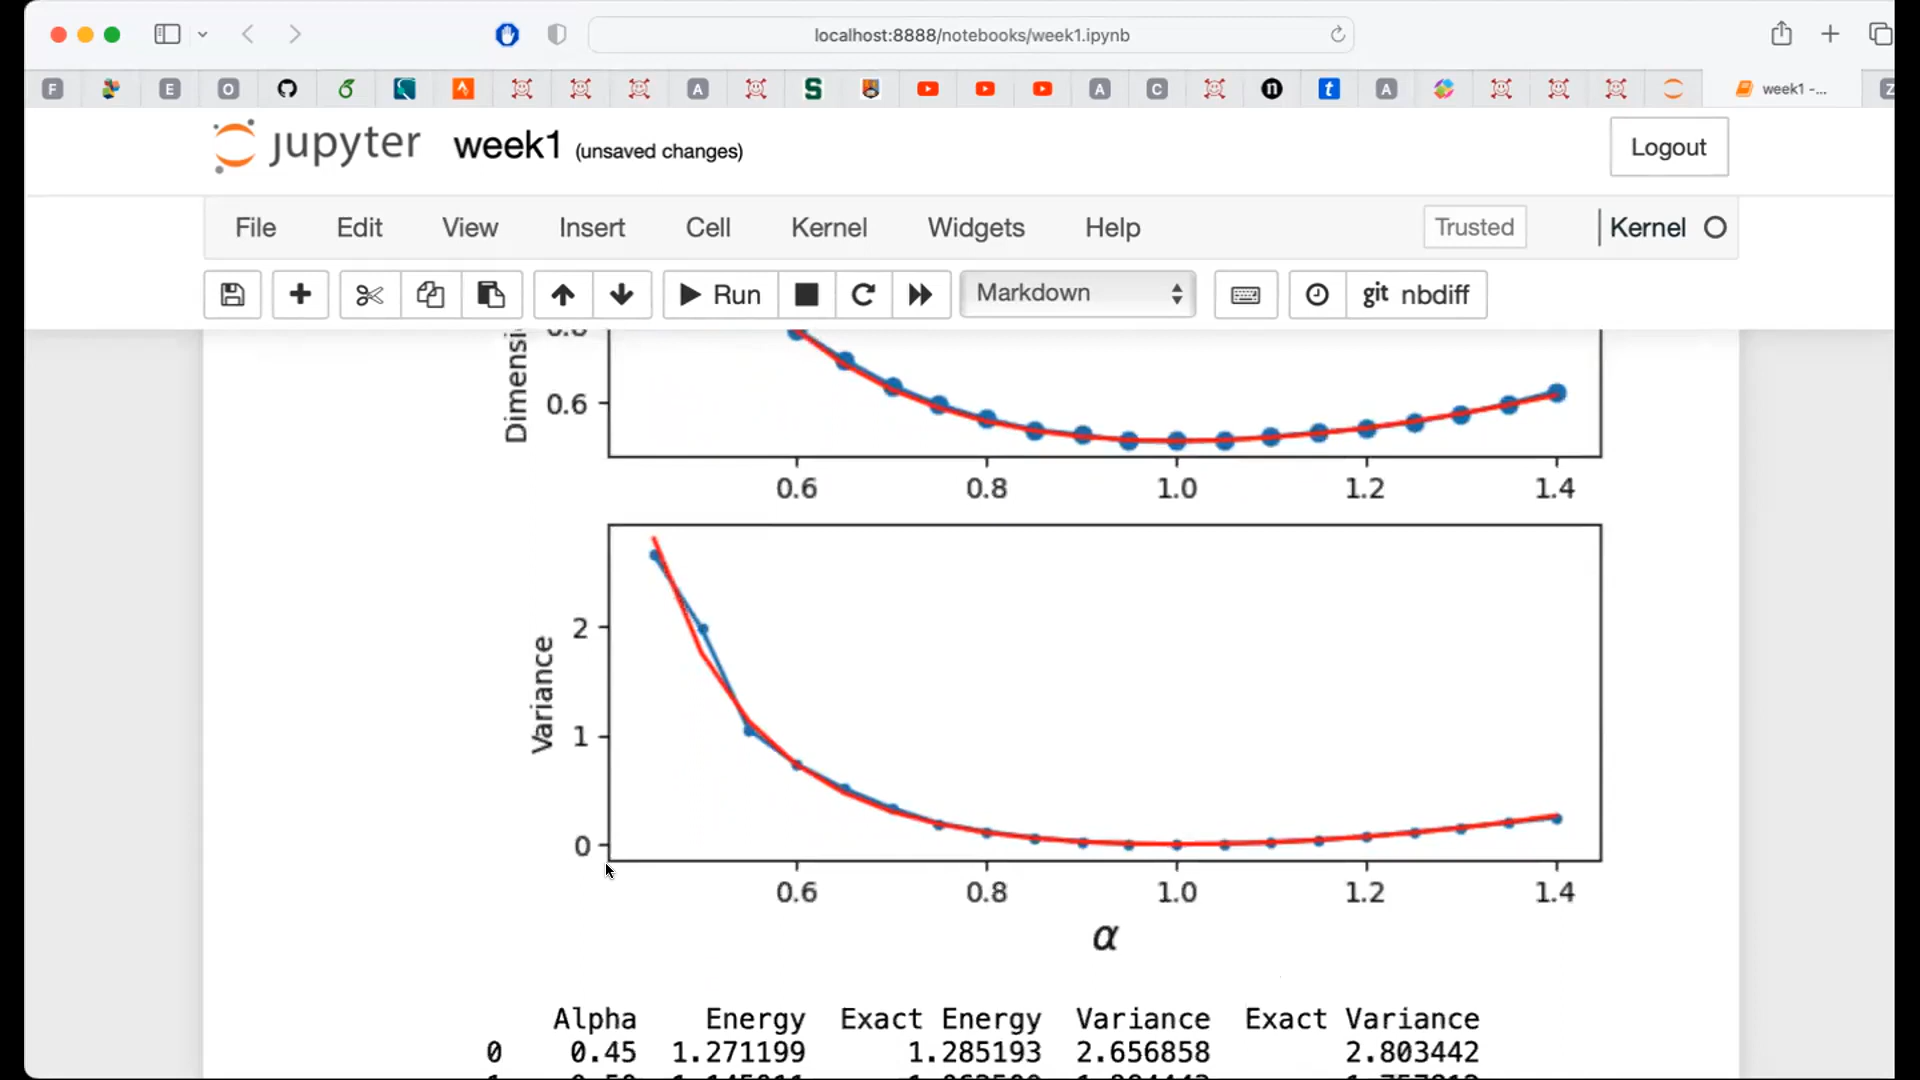 localhost:8888/notebooks/week1.ipynb
F E O A A C n t A week1 -... Z
jupyter week1 (unsaved changes) Logout
File Edit View Insert Cell Kernel Widgets Help Trusted Kernel
Run Markdown git nbdiff
Dimensi
0.6
0.6 0.8 1.0 1.2 1.4
Variance
2
1
0
0.6 0.8 1.0 1.2 1.4
α
Alpha Energy Exact Energy Variance Exact Variance
0 0.45 1.271199 1.285193 2.656858 2.803442